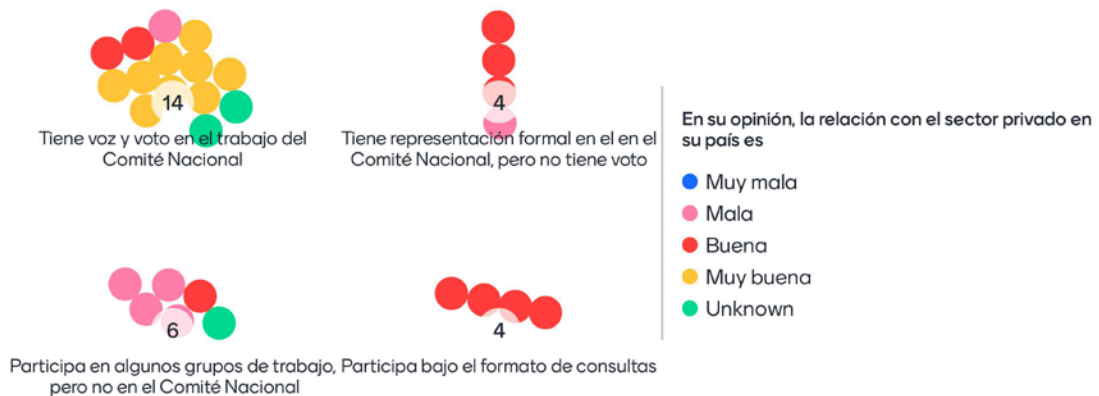 14
Tiene voz y voto en el trabajo del
Comité Nacional
4
Tiene representación formal en el en el
Comité Nacional, pero no tiene voto
6
Participa en algunos grupos de trabajo,
pero no en el Comité Nacional
4
Participa bajo el formato de consultas
En su opinión, la relación con el sector privado en
su país es
Muy mala
Mala
Buena
Muy buena
Unknown